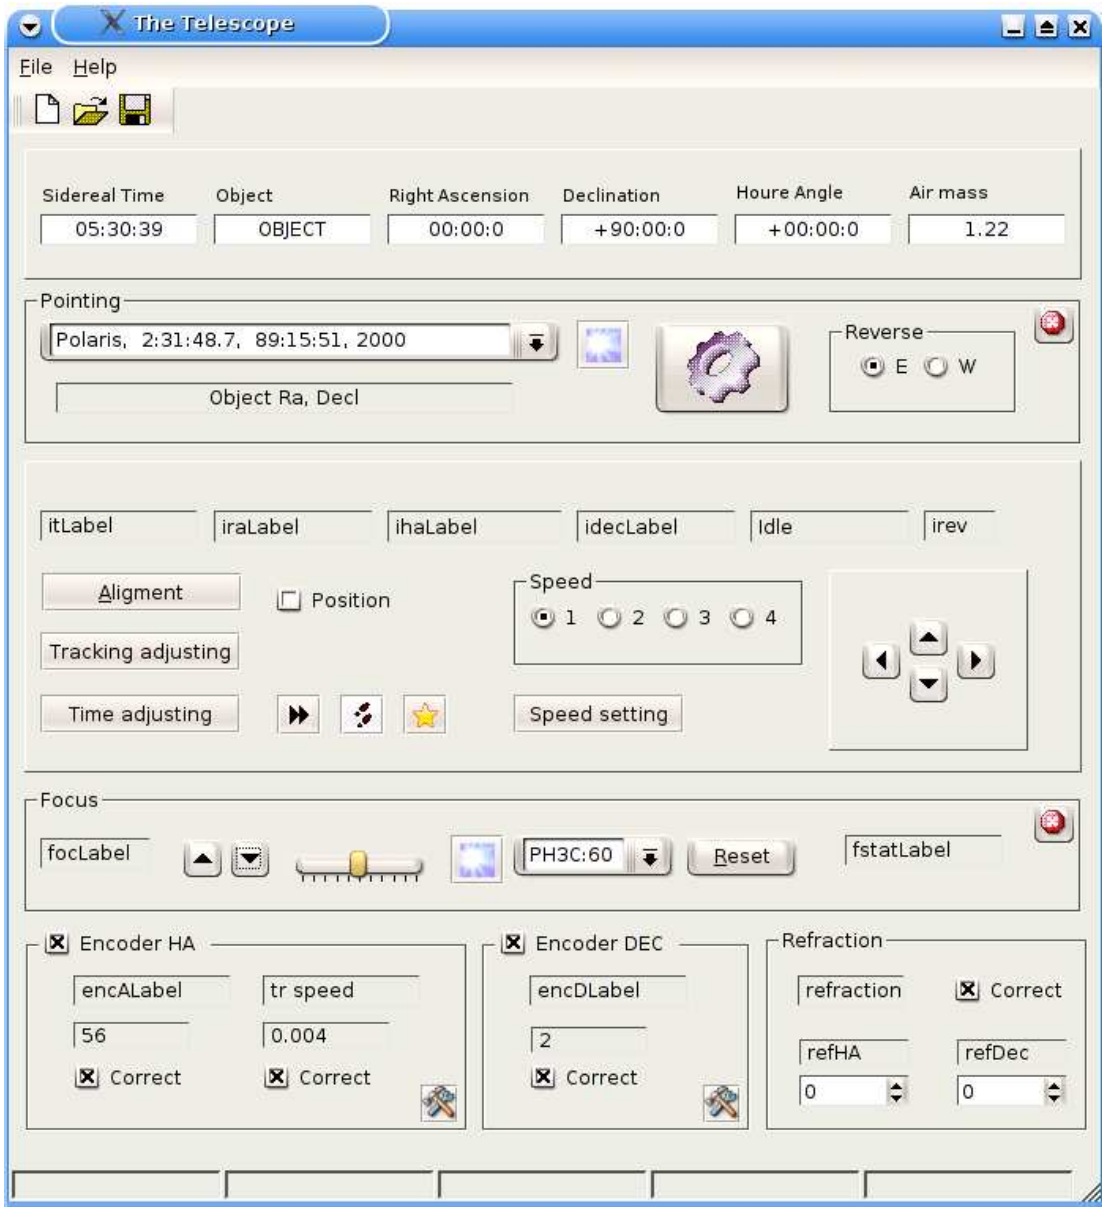 The Telescope
File Help
Sidereal Time Object Right Ascension Declination Houre Angle Air mass
05:30:39 OBJECT 00:00:0 +90:00:0 +00:00:0 1.22
Pointing
Polaris, 2:31:48.7, 89:15:51, 2000
Reverse
E W
Object Ra, Decl
itLabel iraLabel ihaLabel idecLabel Idle irev
Aligment Position Speed
1 2 3 4
Tracking adjusting
Time adjusting Speed setting
Focus
focLabel PH3C:60 Reset fstatLabel
Encoder HA Encoder DEC Refraction
encALabel tr speed encDLabel refraction Correct
56 0.004 2
refHA refDec
Correct Correct Correct
0 0